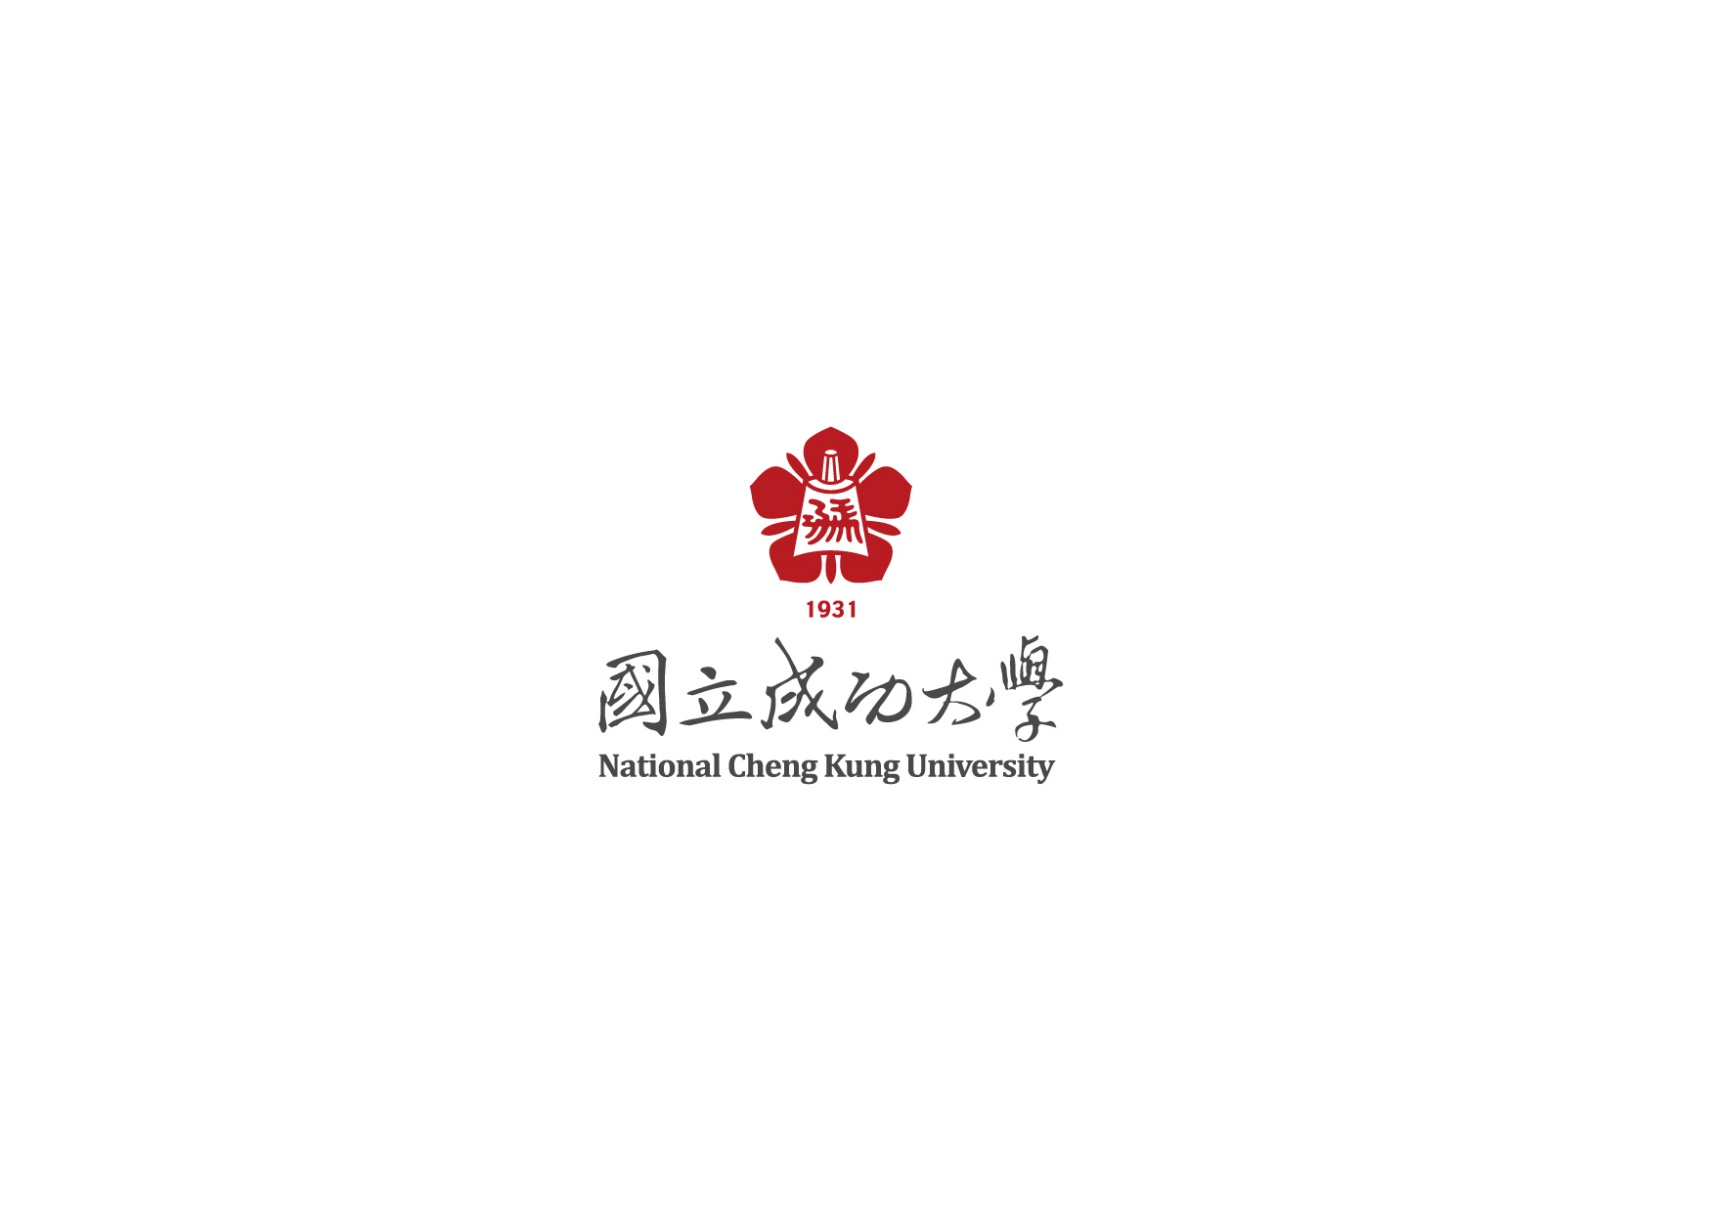 1931
國立成功大學
National Cheng Kung University